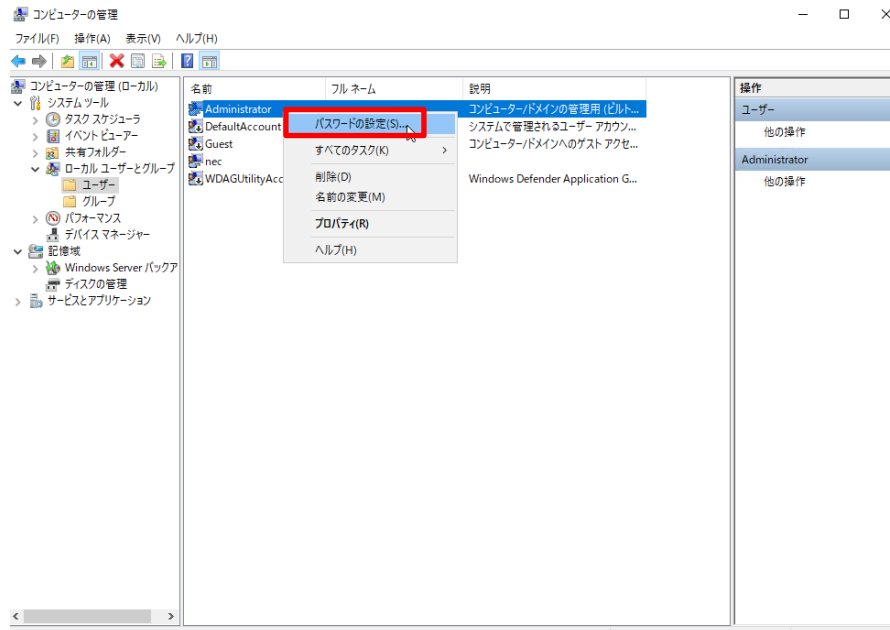 コンピューターの管理
ファイル(F) 操作(A) 表示(V) ヘルプ(H)
コンピューターの管理 (ローカル)
システム ツール
タスク スケジューラ
イベント ビューアー
共有フォルダー
ローカル ユーザーとグループ
ユーザー
グループ
パフォーマンス
デバイス マネージャー
記憶域
Windows Server バックア
ディスクの管理
サービスとアプリケーション
名前 フル ネーム 説明
Administrator コンピューター/ドメインの管理用 (ビルト...
DefaultAccount システムで管理されるユーザー アカウン...
Guest コンピューター/ドメインへのゲスト アクセ...
nec
WDAGUtilityAcc Windows Defender Application G...
パスワードの設定(S)...
すべてのタスク(K)
削除(D)
名前の変更(M)
プロパティ(R)
ヘルプ(H)
操作
ユーザー
他の操作
Administrator
他の操作